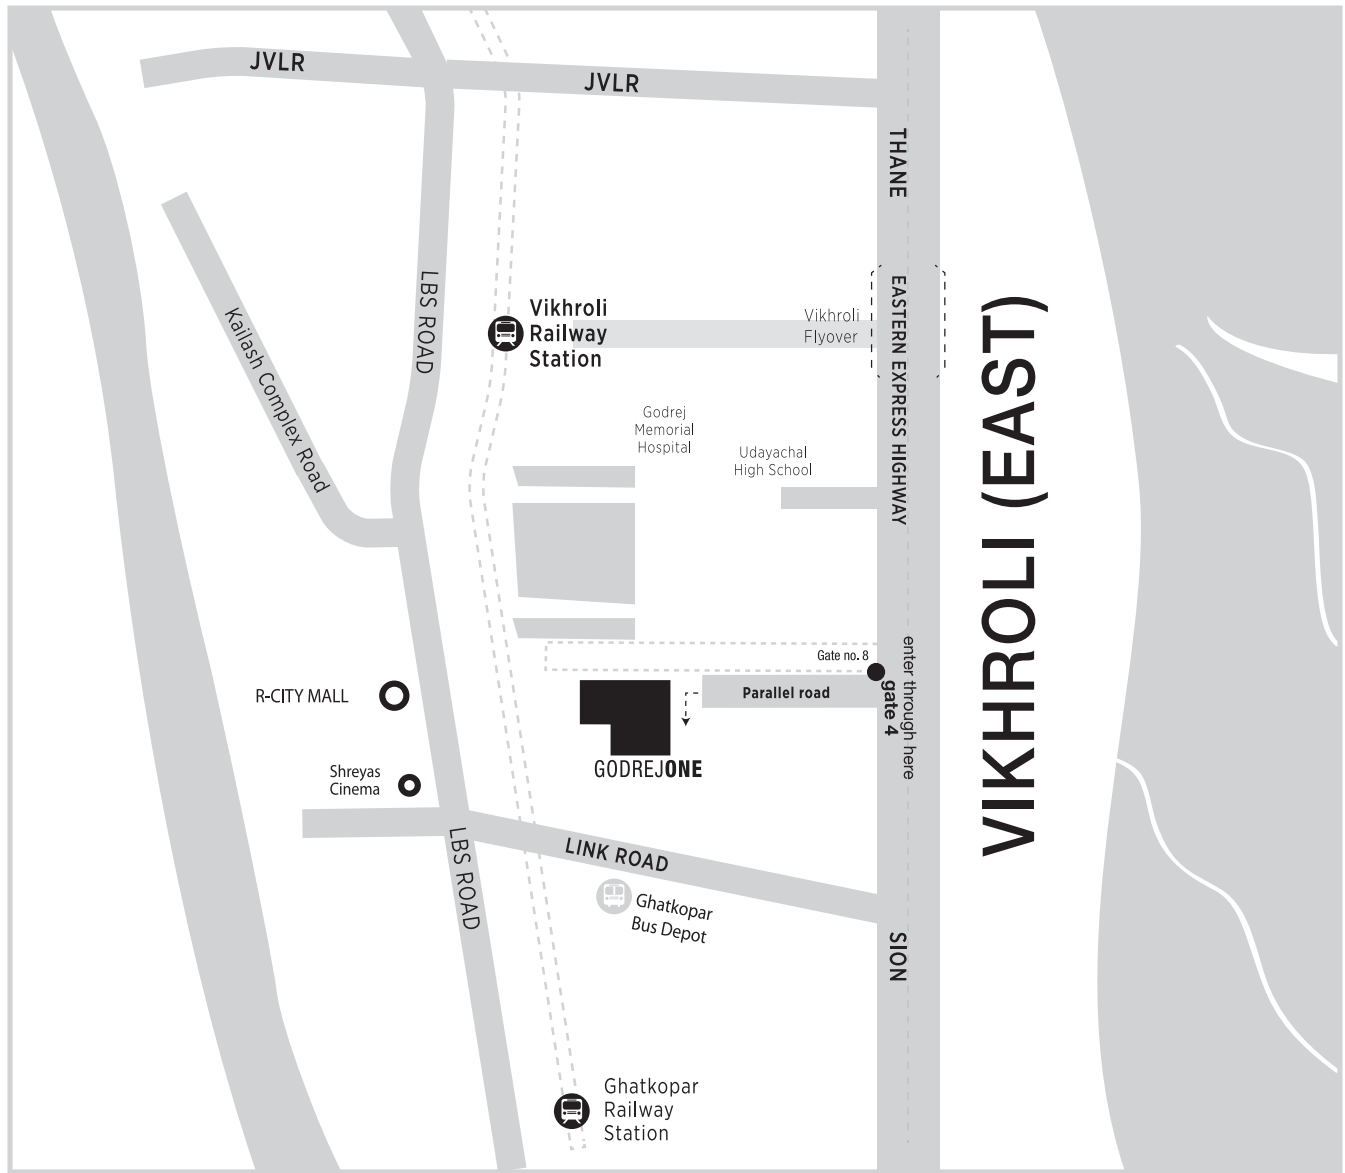 JVLR
JVLR
THANE
LBS ROAD
Kailash Complex Road
Vikhroli
Railway
Station
Vikhroli
Flyover
EASTERN EXPRESS HIGHWAY
VIKHROLI (EAST)
Godrej
Memorial
Hospital
Udayachal
High School
Gate no. 8
enter through here
gate 4
Parallel road
R-CITY MALL
GODREJONE
Shreyas
Cinema
LBS ROAD
LINK ROAD
Ghatkopar
Bus Depot
SION
Ghatkopar
Railway
Station